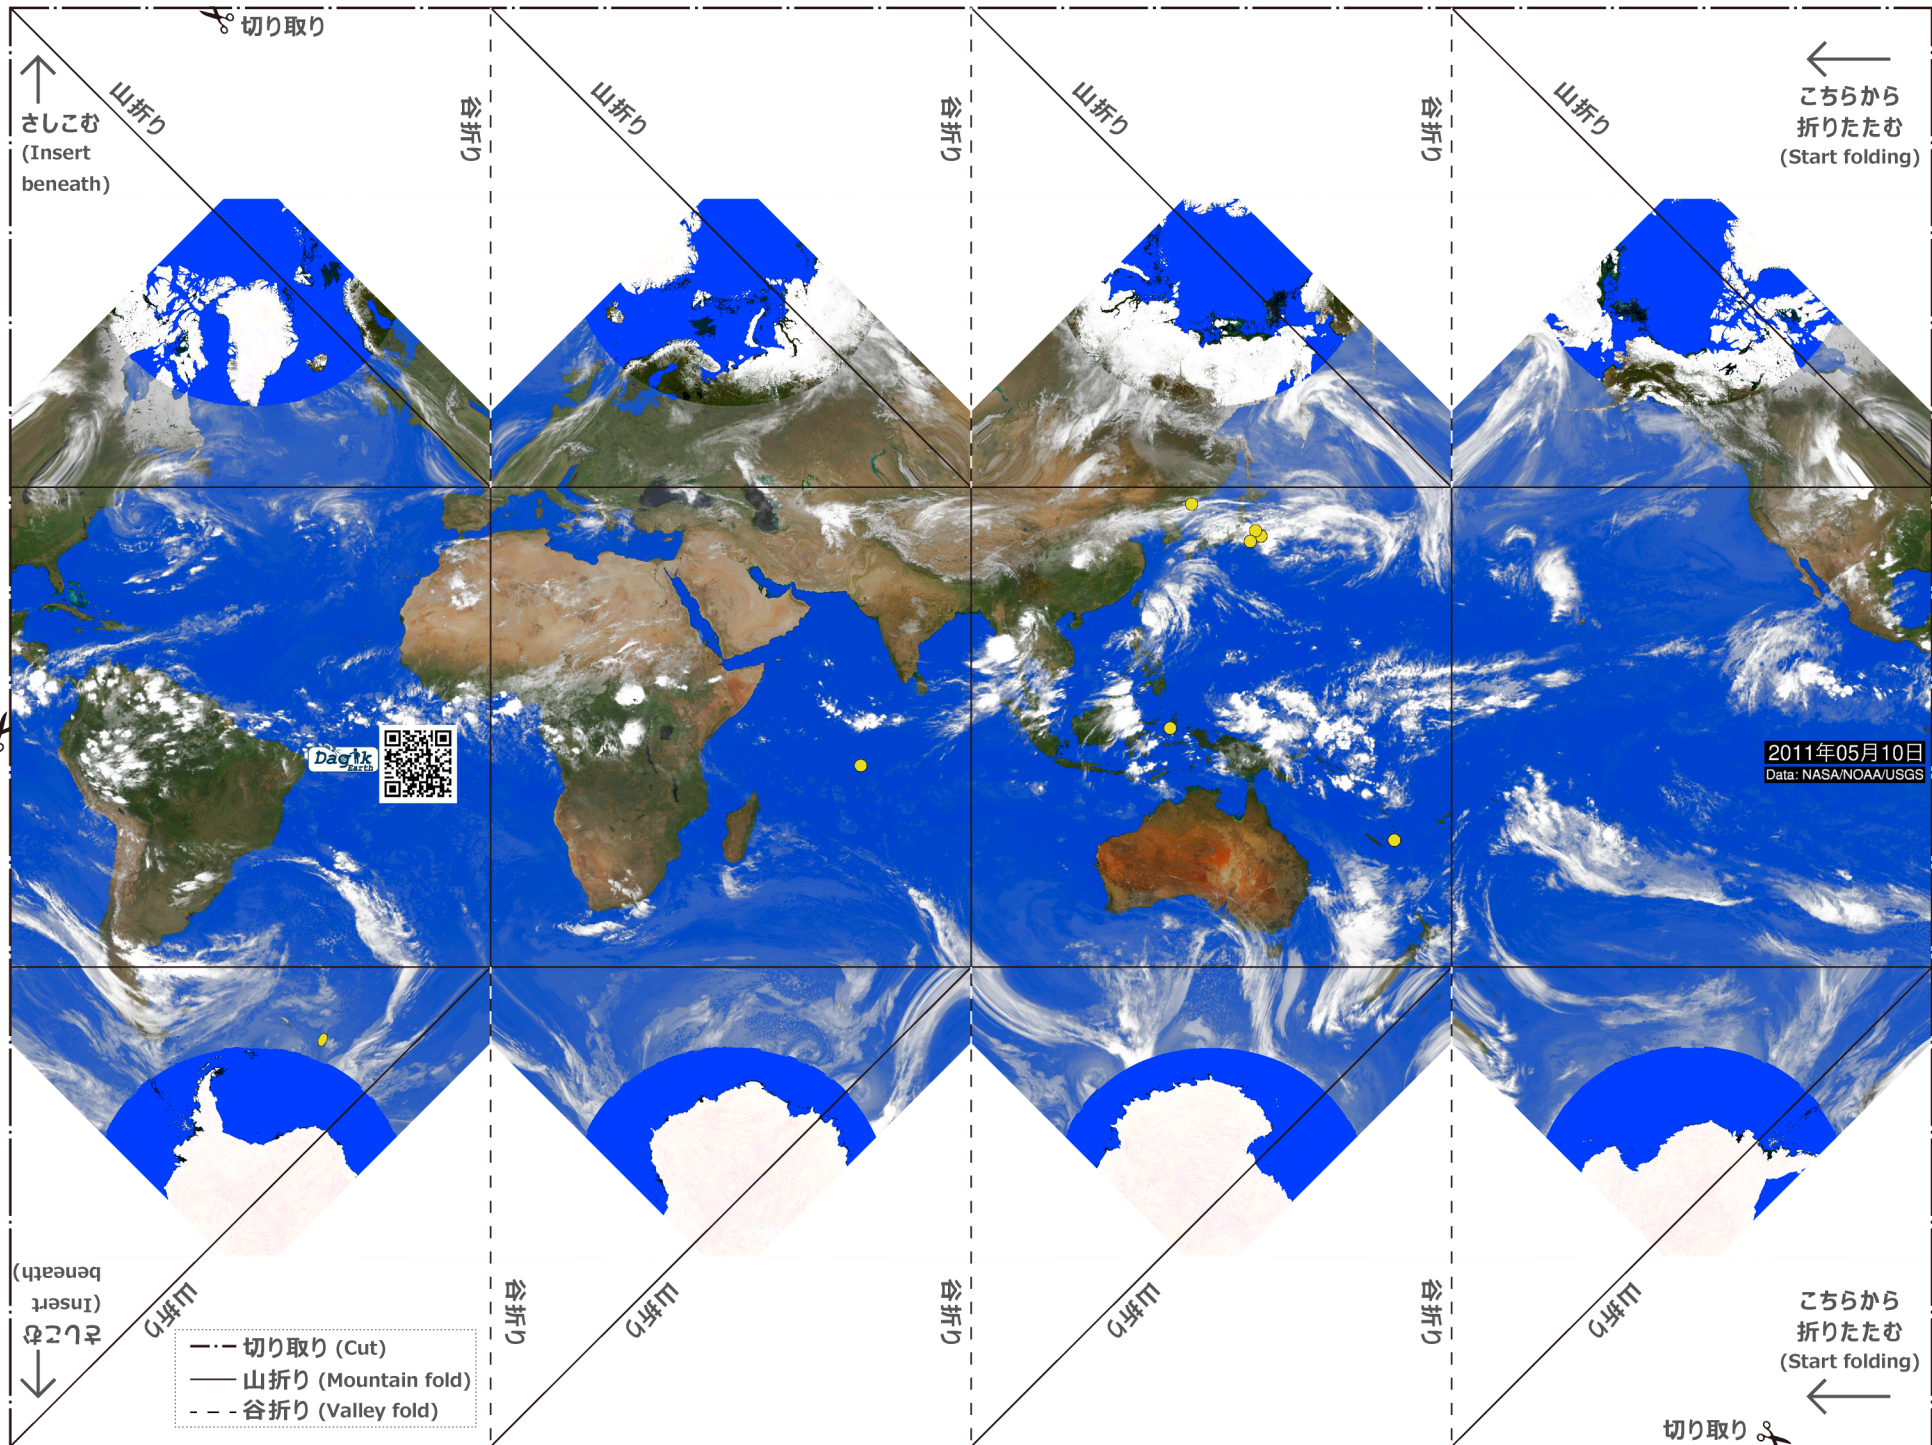 切り取り
さしこむ
(Insert
beneath)
山折り
谷折り
山折り
谷折り
山折り
谷折り
山折り
こちらから
折りたたむ
(Start folding)
Dagik
Earth
2011年05月10日
Data: NASA/NOAA/USGS
さしこむ
(Insert
beneath)
山折り
谷折り
山折り
谷折り
山折り
谷折り
山折り
こちらから
折りたたむ
(Start folding)
切り取り (Cut)
山折り (Mountain fold)
谷折り (Valley fold)
切り取り